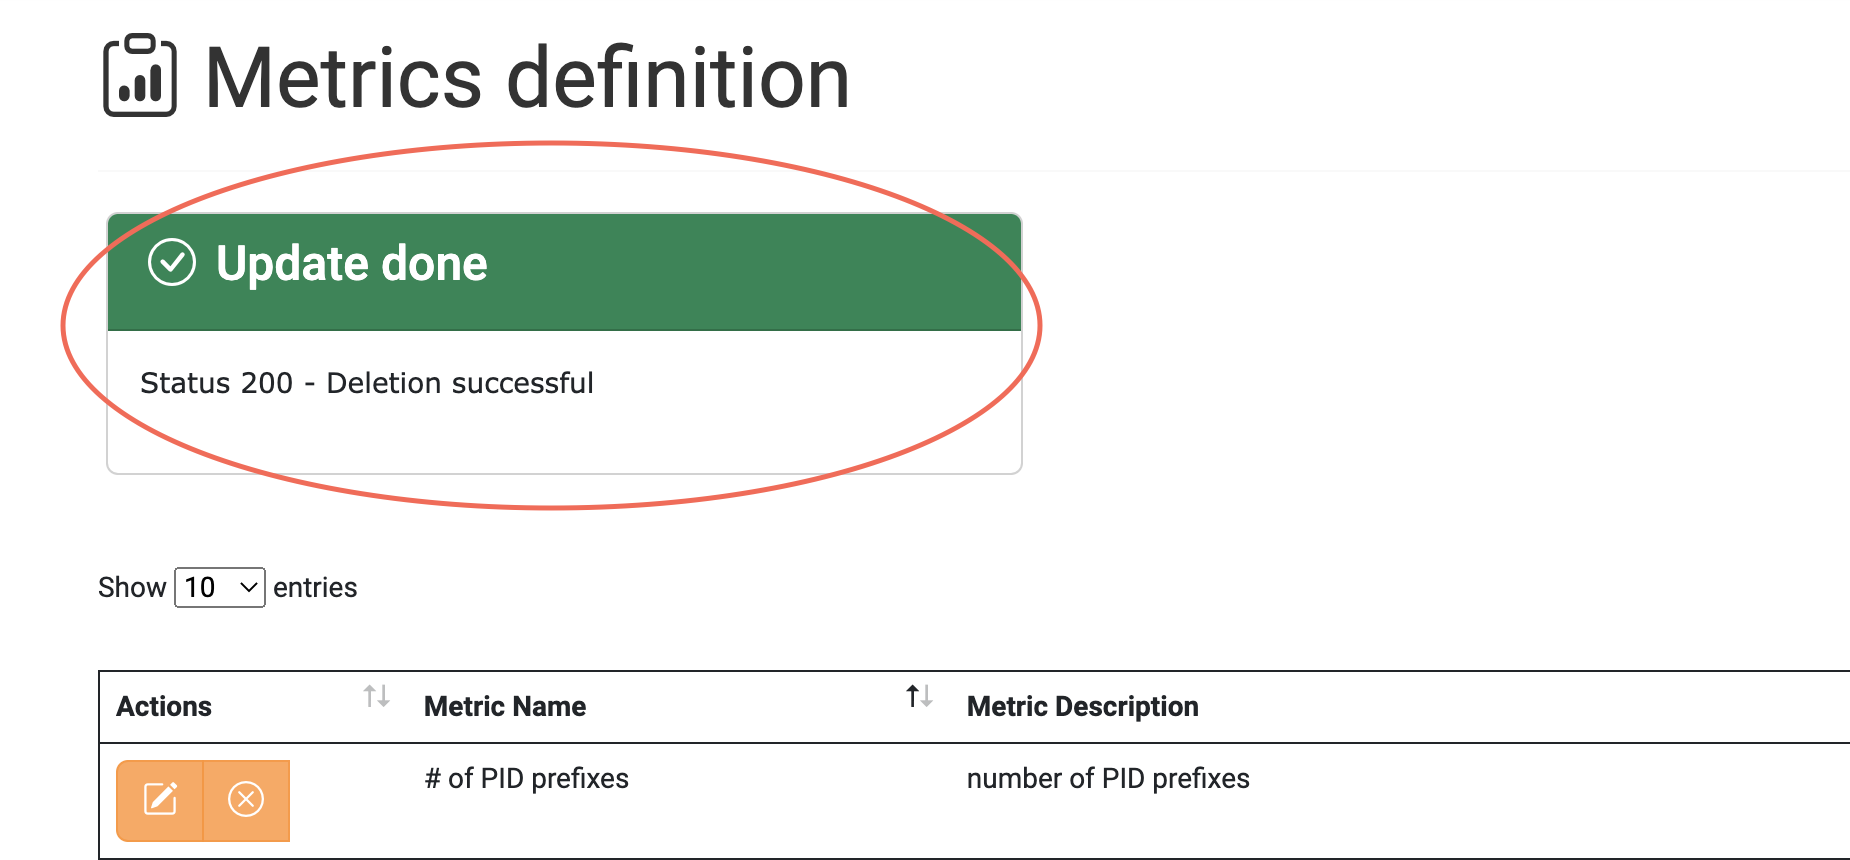 Metrics definition
Update done
Status 200 - Deletion successful
Show 10 entries
Actions Metric Name Metric Description
# of PID prefixes number of PID prefixes